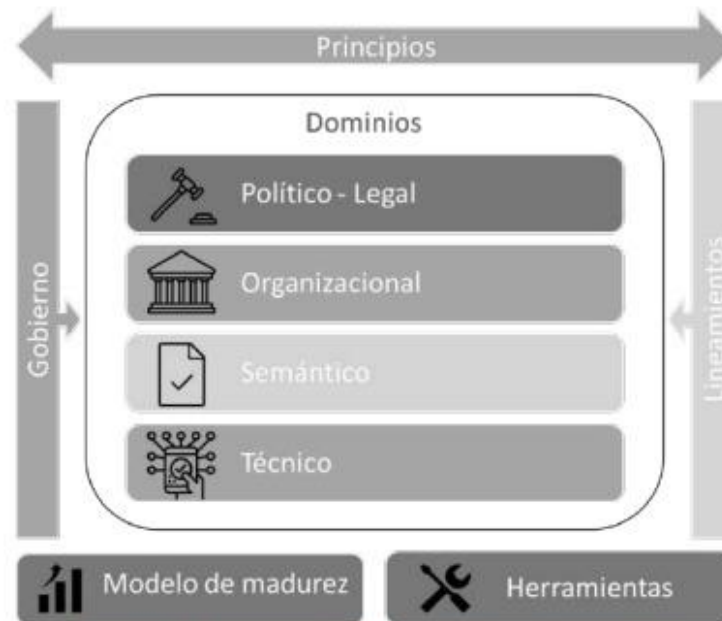 Principios
Gobierno
Dominios
Político - Legal
Organizacional
Semántico
Técnico
Lineamientos
Modelo de madurez
Herramientas